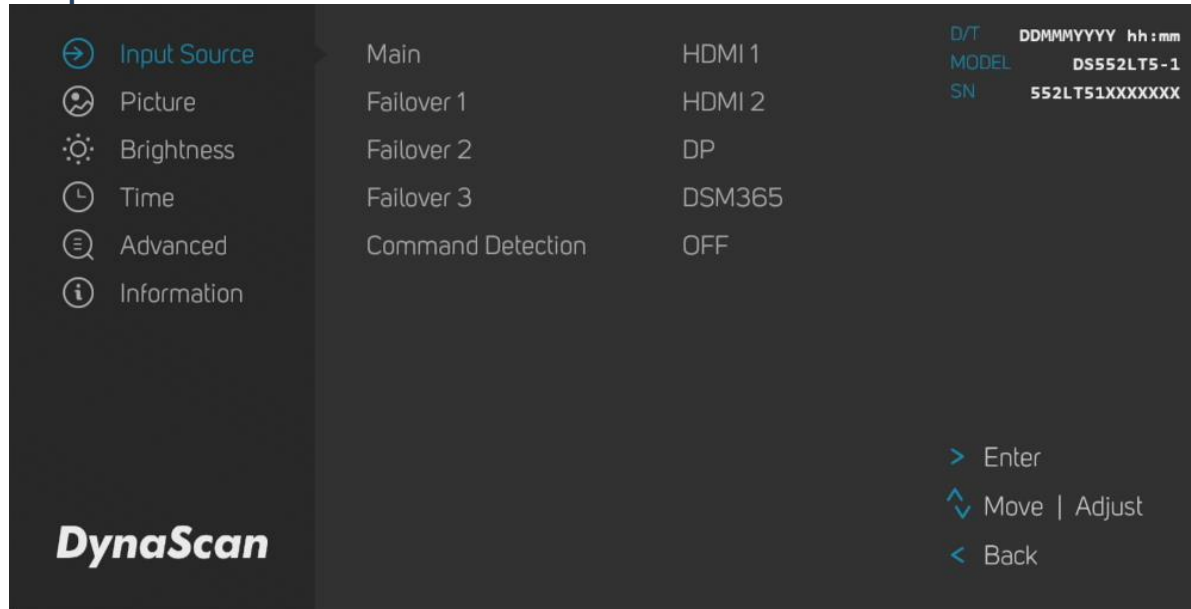 Input Source
Picture
Brightness
Time
Advanced
Information
DynaScan
Main HDMI 1
Failover 1 HDMI 2
Failover 2 DP
Failover 3 DSM365
Command Detection OFF
D/T DDMMMYYYY hh:mm
MODEL DS552LT5-1
SN 552LT51XXXXXXX
> Enter
Move | Adjust
< Back